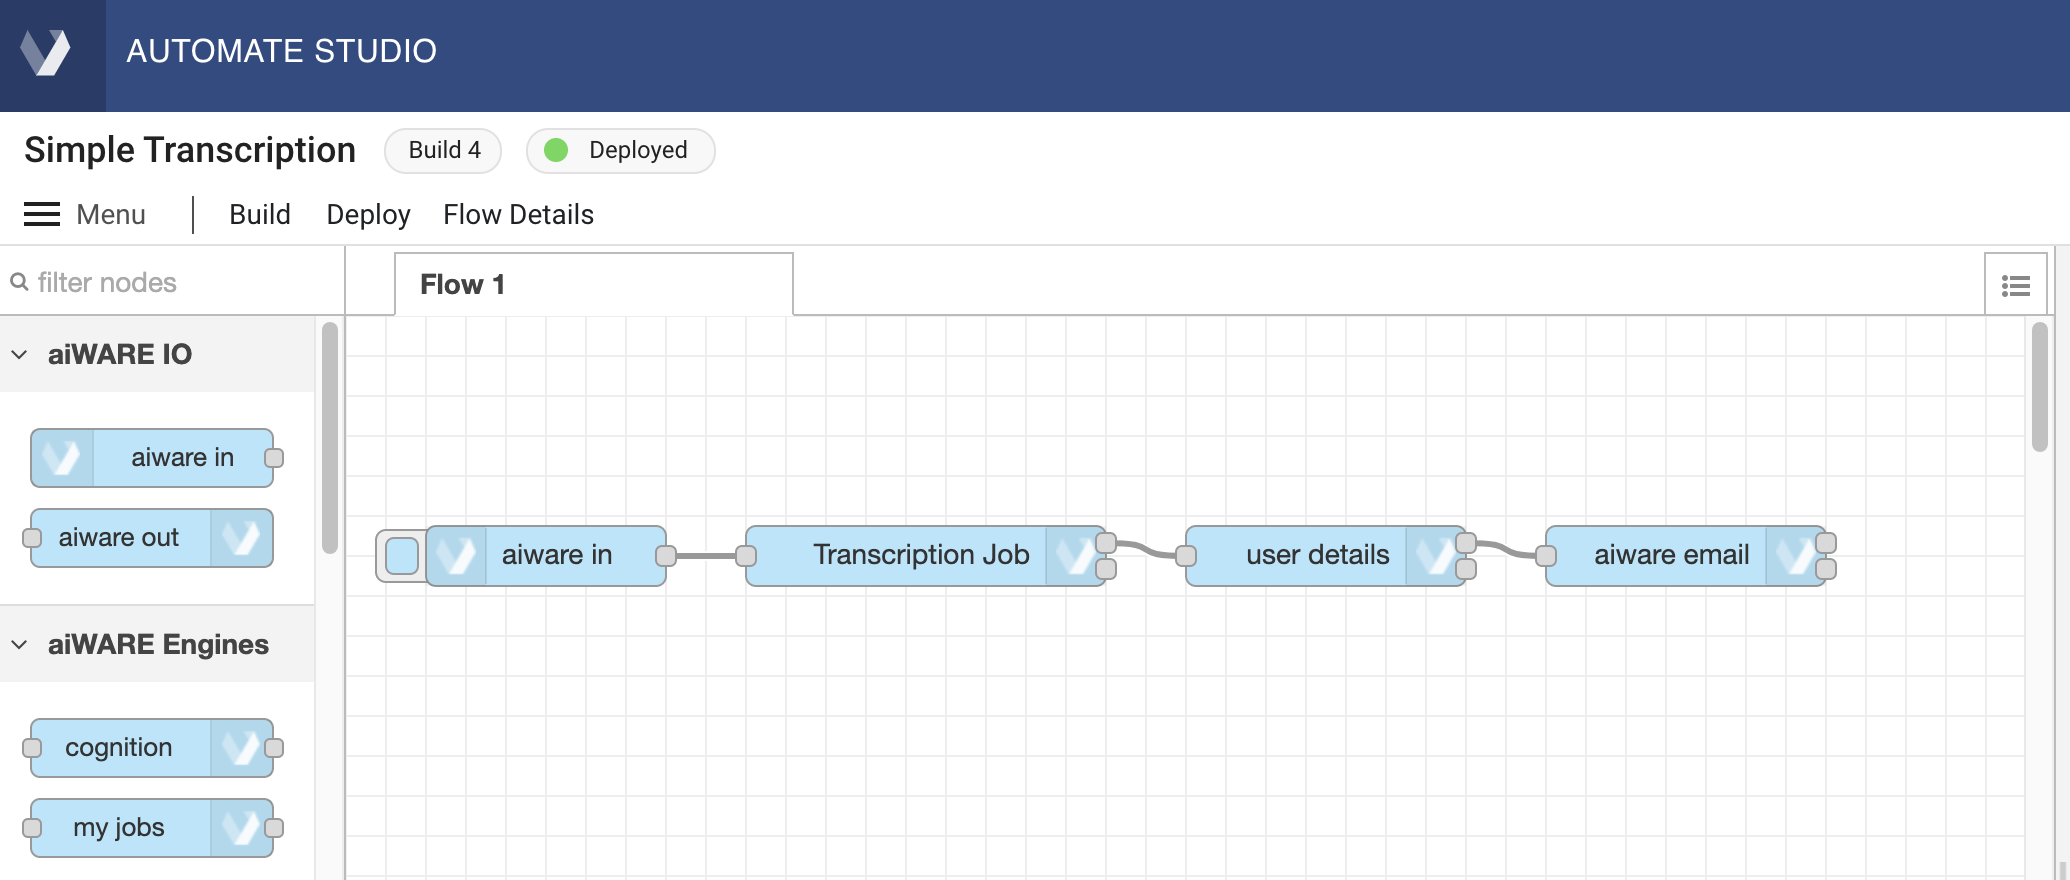 AUTOMATE STUDIO
Simple Transcription Build 4 Deployed
Menu Build Deploy Flow Details
filter nodes
Flow 1
aiWARE IO
aiware in
aiware out
aiWARE Engines
cognition
my jobs
aiware in Transcription Job user details aiware email